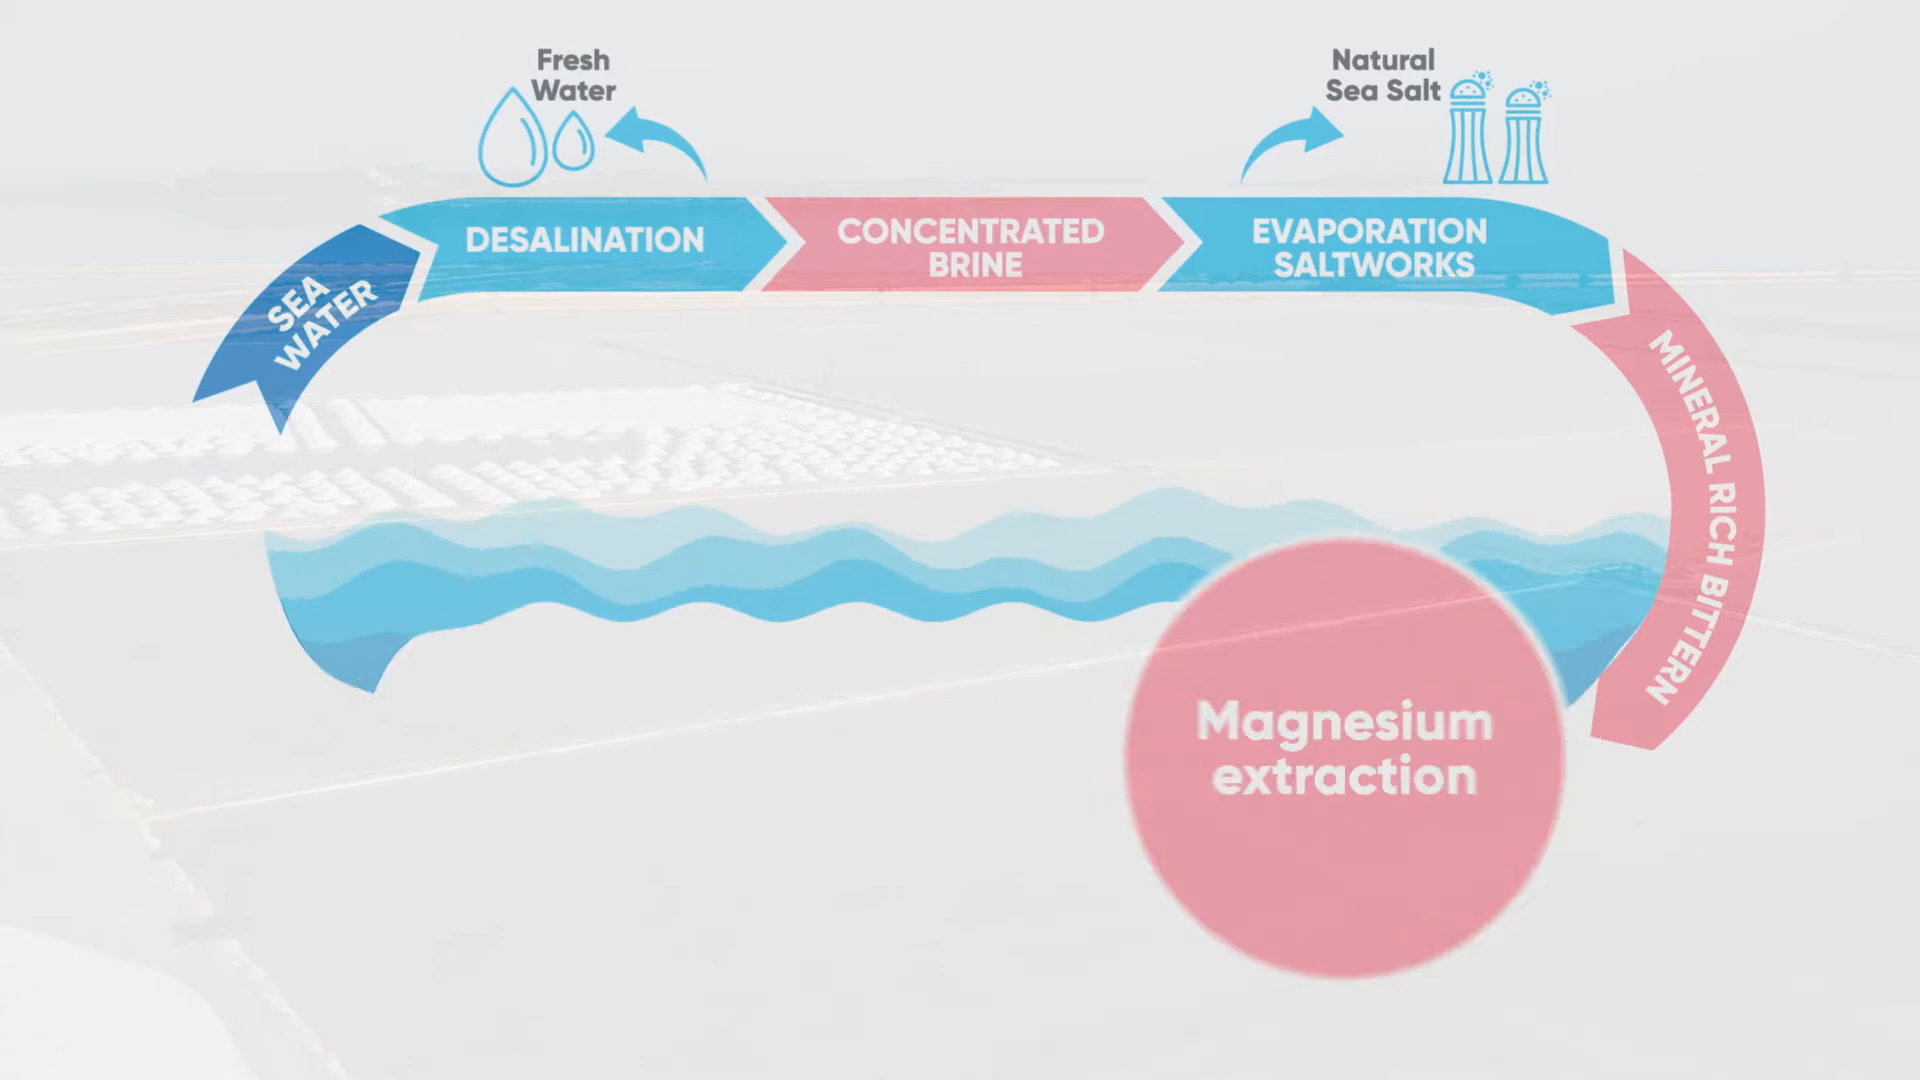 Fresh
Water
Natural
Sea Salt
SEA
WATER
DESALINATION
CONCENTRATED
BRINE
EVAPORATION
SALTWORKS
MINERAL RICH BITTERN
Magnesium
extraction